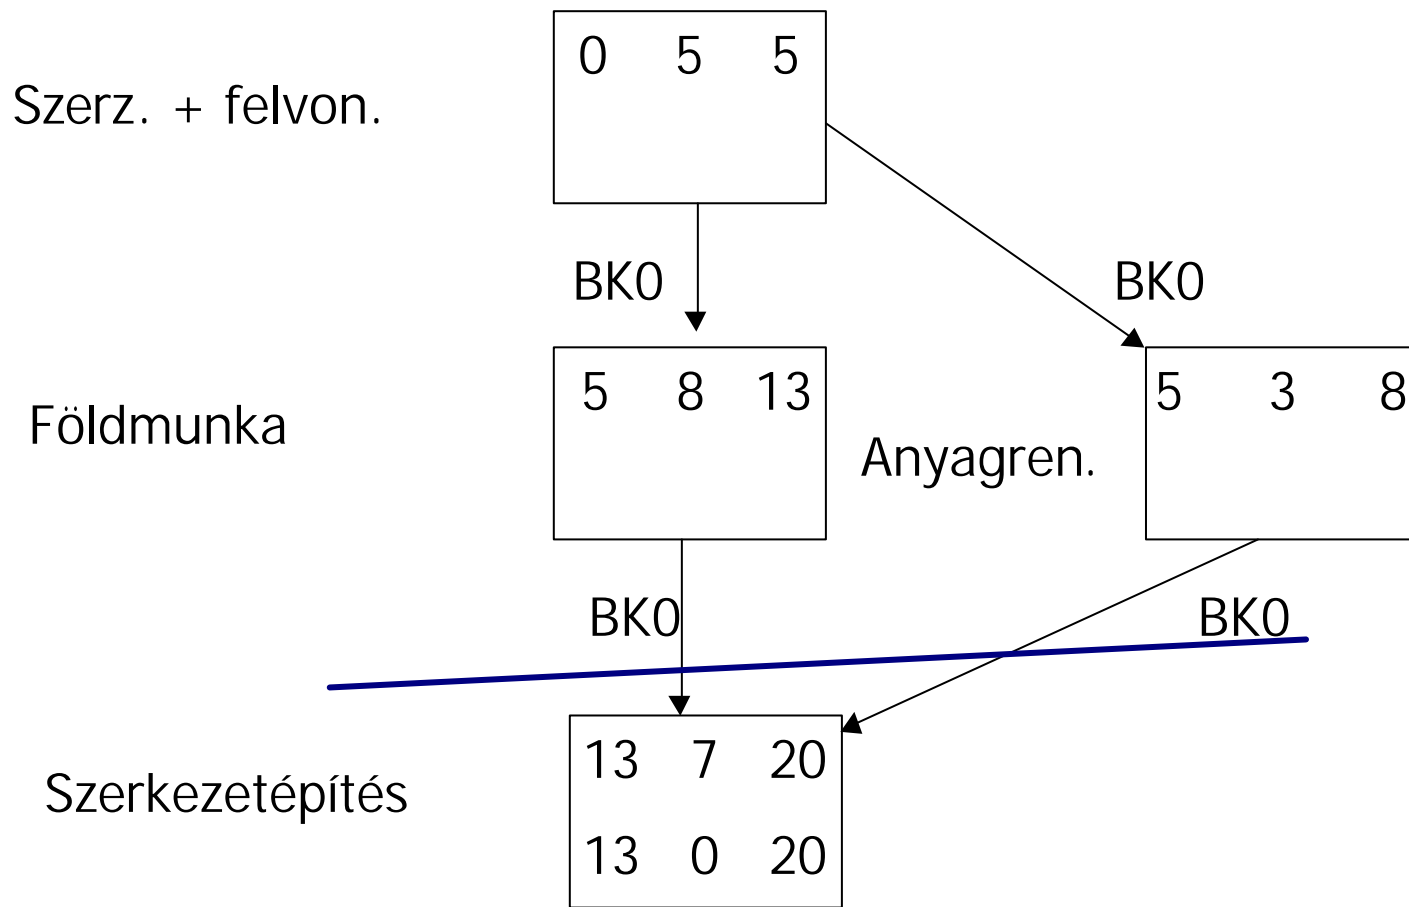 0 5 5
Szerz. + felvon.
BK0 BK0
5 8 13 5 3 8
Földmunka
Anyagren.
BK0 BK0
13 7 20
Szerkezetépítés
13 0 20